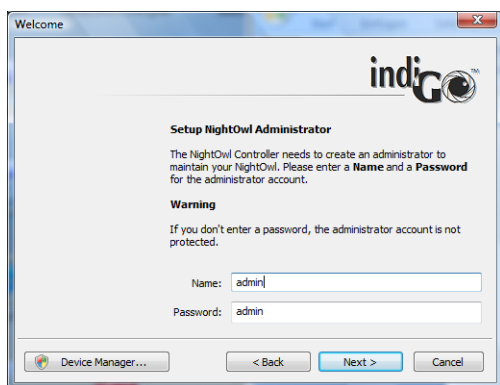 Welcome
indiGo™
Setup NightOwl Administrator
The NightOwl Controller needs to create an administrator to
maintain your NightOwl. Please enter a Name and a Password
for the administrator account.
Warning
If you don't enter a password, the administrator account is not
protected.
Name: admin
Password: admin
Device Manager... < Back Next > Cancel